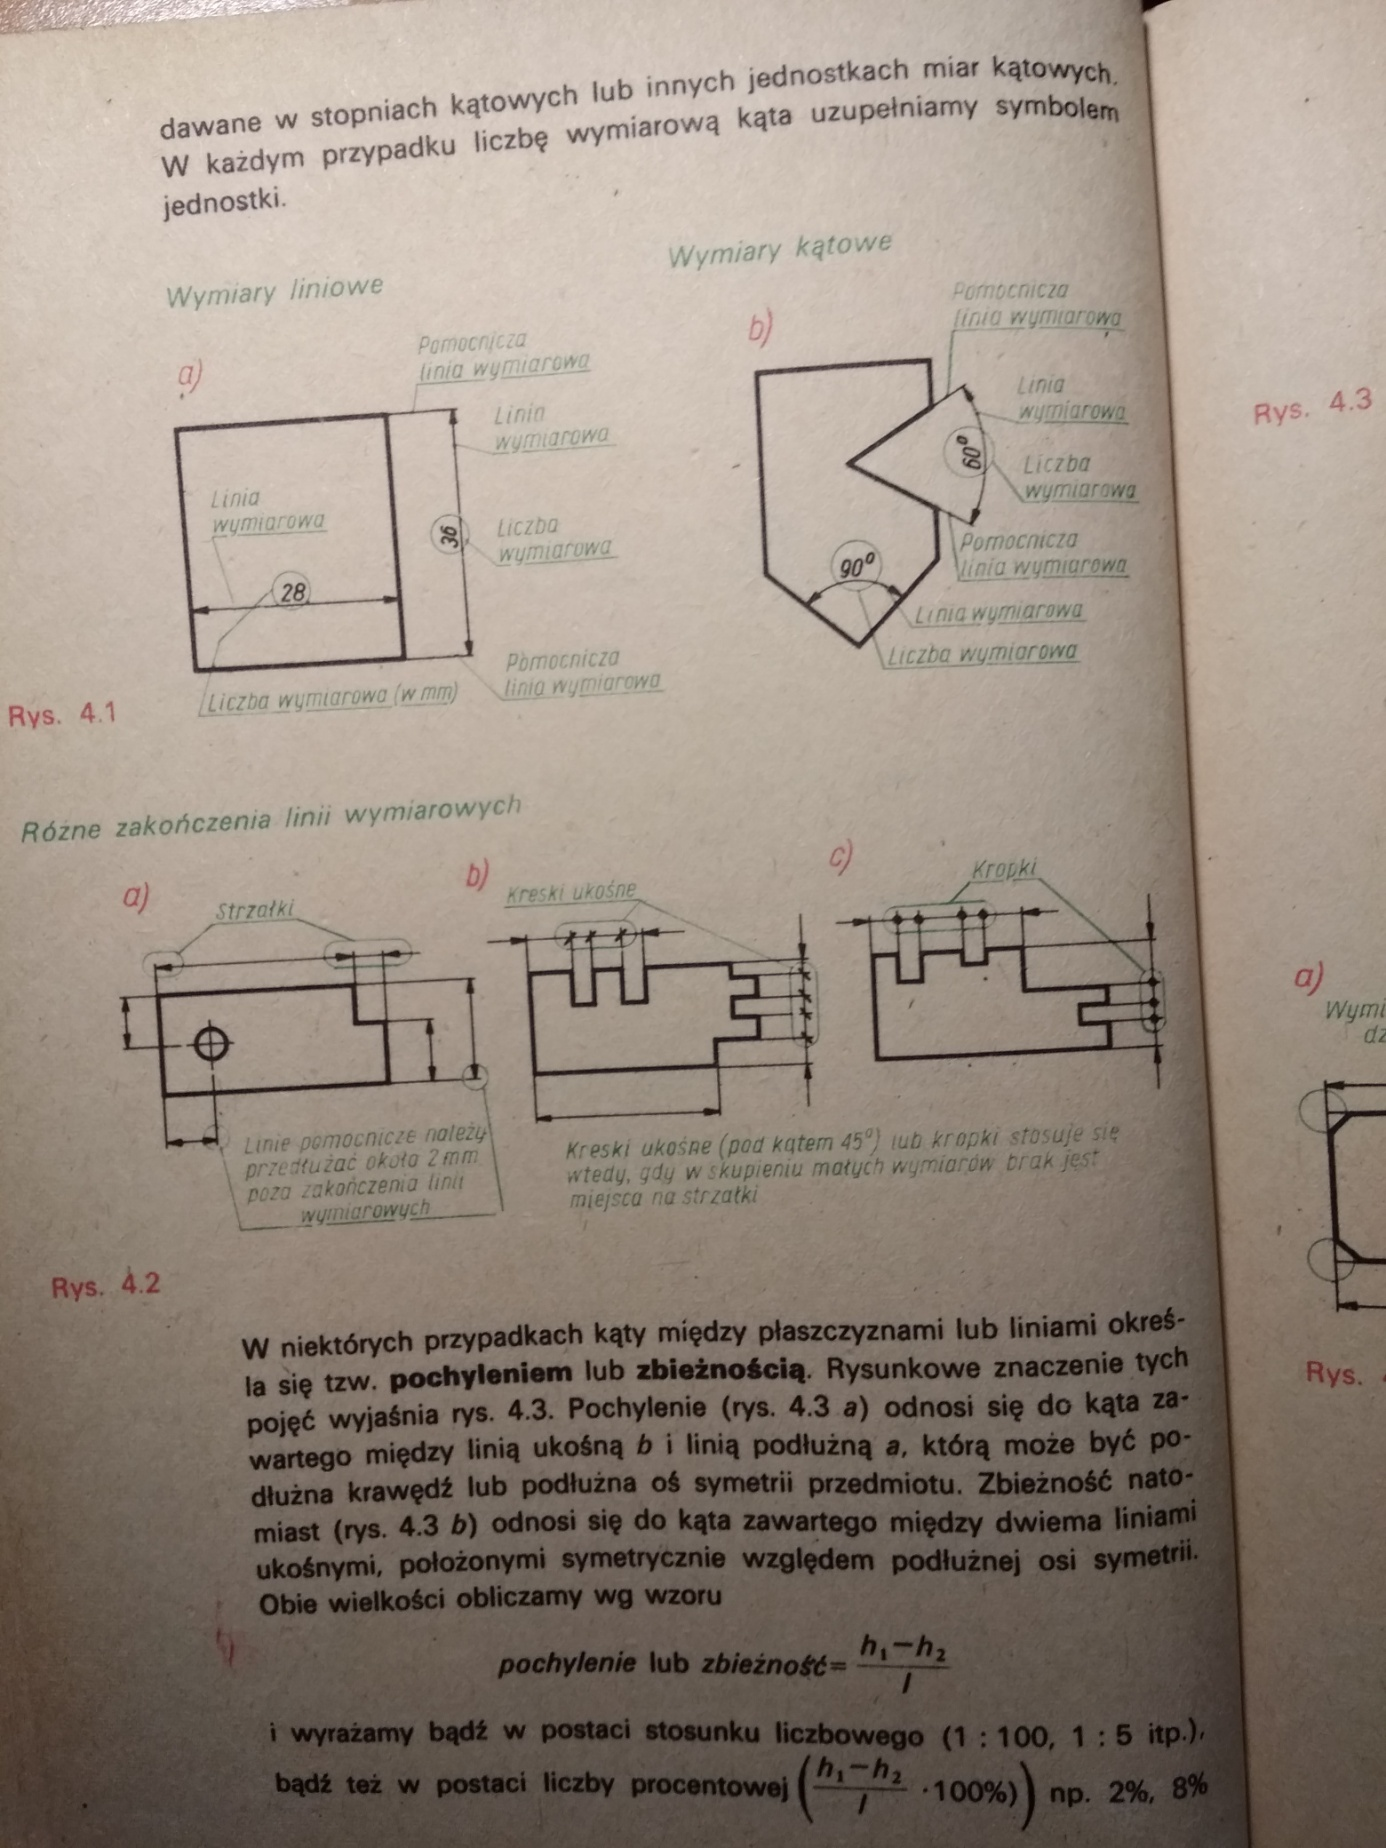 dawane w stopniach kątowych lub innych jednostkach miar kątowych.
W każdym przypadku liczbę wymiarową kąta uzupełniamy symbolem
jednostki.
Wymiary liniowe
Wymiary kątowe
a)
Pomocnicza
linia wymiarowa
Linia
wymiarowa
Linia
wymiarowa
36
Liczba
wymiarowa
28
Pomocnicza
linia wymiarowa
Liczba wymiarowa (w mm)
b)
Pomocnicza
linia wymiarowa
Linia
wymiarowa
60°
Liczba
wymiarowa
Pomocnicza
linia wymiarowa
90°
Linia wymiarowa
Liczba wymiarowa
Rys. 4.1
Różne zakończenia linii wymiarowych
a)
Strzałki
b)
Kreski ukośne
c)
Kropki
Linie pomocnicze należy
przedłużać około 2 mm
poza zakończenia linii
wymiarowych
Kreski ukośne (pod kątem 45°) lub kropki stosuje się
wtedy, gdy w skupieniu małych wymiarów brak jest
miejsca na strzałki
Rys. 4.2
W niektórych przypadkach kąty między płaszczyznami lub liniami okreś-
la się tzw. pochyleniem lub zbieżnością. Rysunkowe znaczenie tych
pojęć wyjaśnia rys. 4.3. Pochylenie (rys. 4.3 a) odnosi się do kąta za-
wartego między linią ukośną b i linią podłużną a, którą może być po-
dłużna krawędź lub podłużna oś symetrii przedmiotu. Zbieżność nato-
miast (rys. 4.3 b) odnosi się do kąta zawartego między dwiema liniami
ukośnymi, położonymi symetrycznie względem podłużnej osi symetrii.
Obie wielkości obliczamy wg wzoru
pochylenie lub zbieżność= h₁—h₂ / l
i wyrażamy bądź w postaci stosunku liczbowego (1 : 100, 1 : 5 itp.),
bądź też w postaci liczby procentowej (h₁—h₂ / l ·100%)) np. 2%, 8%
Rys. 4.3
a)
Wymi
dz
Rys.